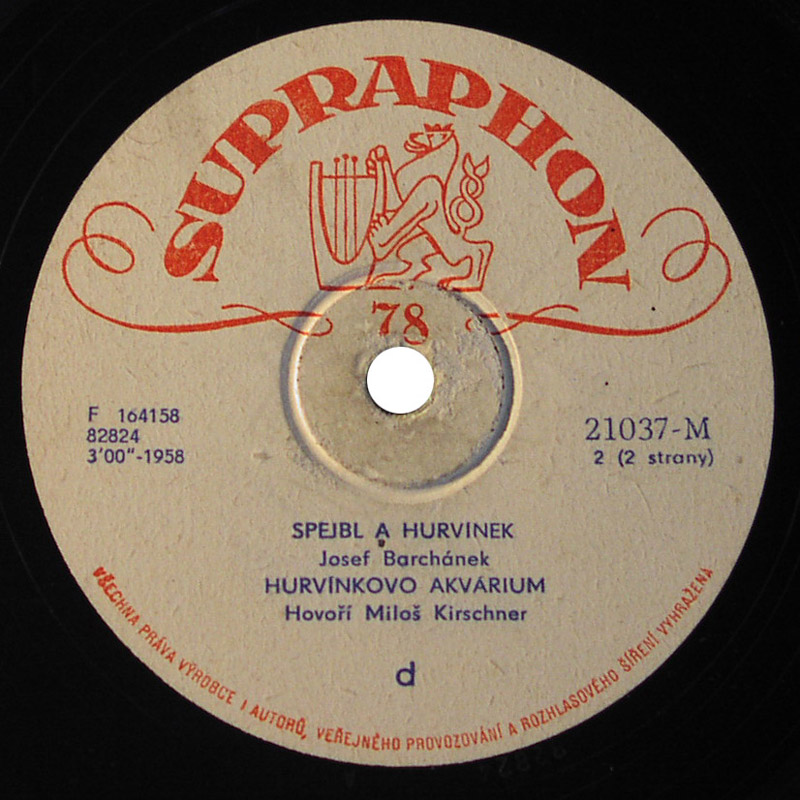 SUPRAPHON
78
F 164158
82824
3'00"-1958
21037-M
2 (2 strany)
SPEJBL A HURVÍNEK
Josef Barchánek
HURVÍNKOVO AKVÁRIUM
Hovoří Miloš Kirschner
d
VŠECHNA PRÁVA VÝROBCE I AUTORŮ, VEŘEJNÉHO PROVOZOVÁNÍ A ROZHLASOVÉHO ŠÍŘENÍ VYHRAŽENA